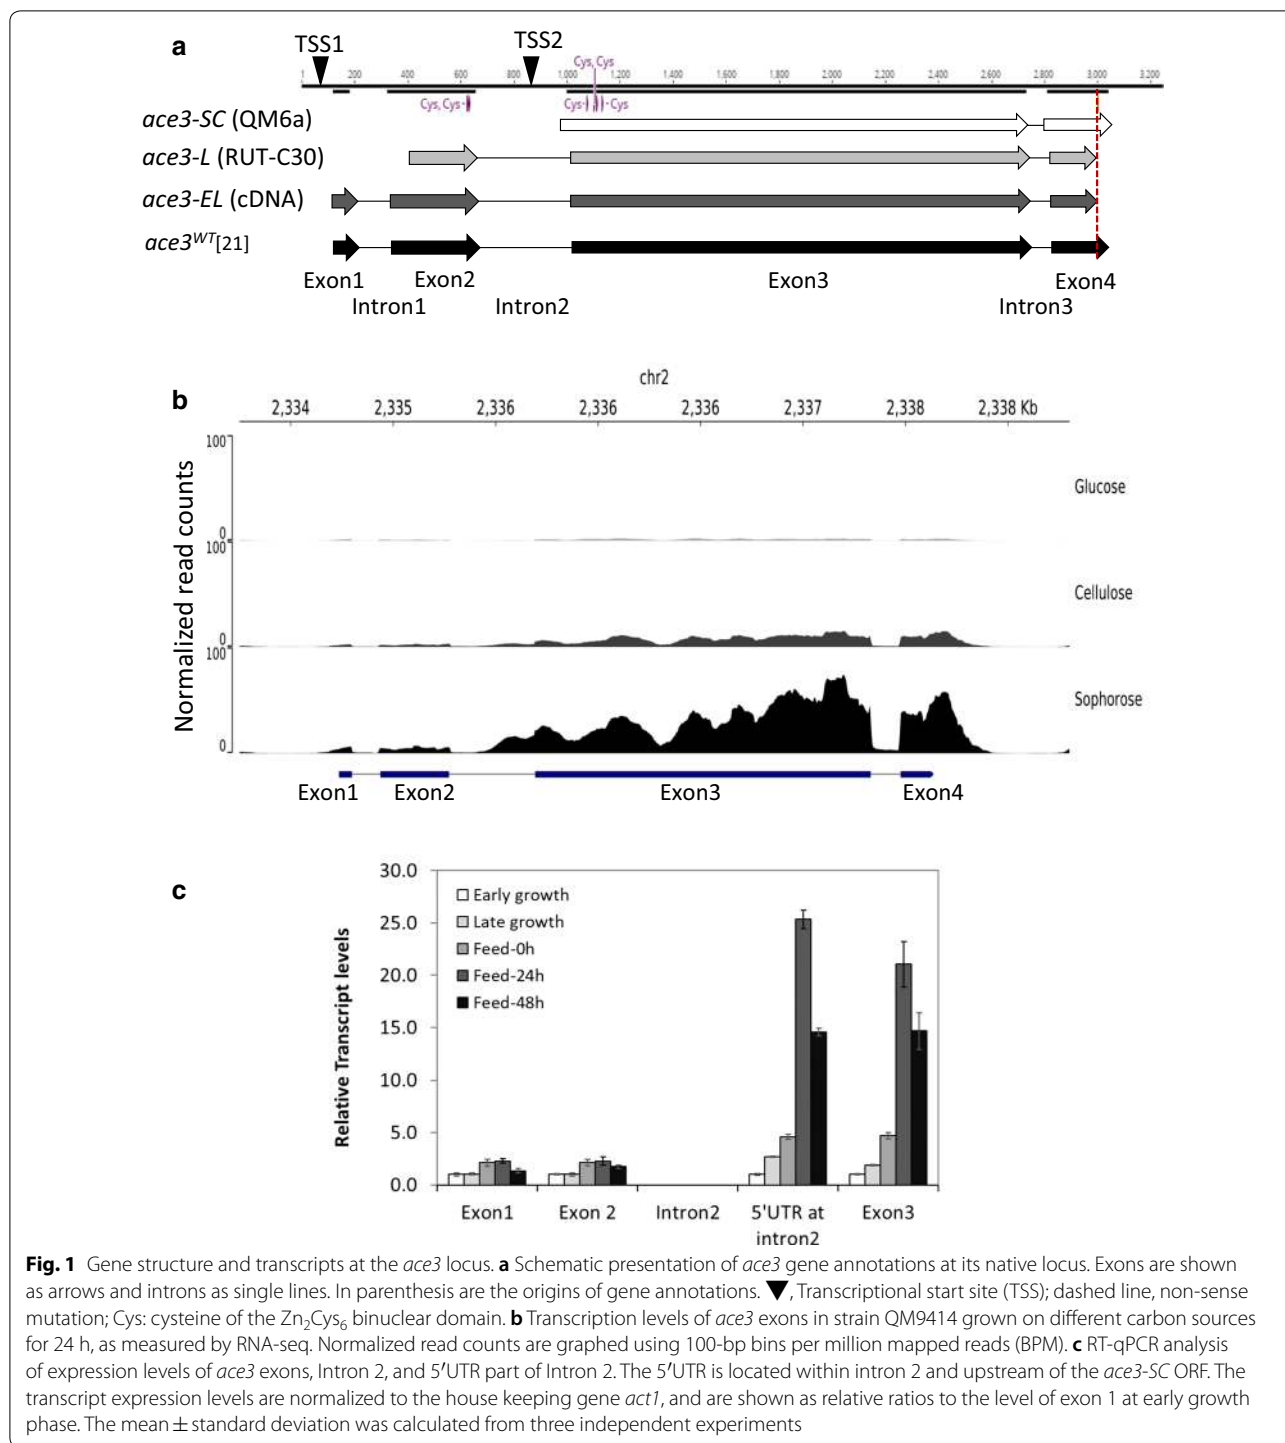 a
TSS1
TSS2
1 200 400 600 800 1,000 1,200 1,400 1,600 1,800 2,000 2,200 2,400 2,600 2,800 3,000 3,200
Cys, Cys
Cys, Cys
Cys
Cys
ace3-SC (QM6a)
ace3-L (RUT-C30)
ace3-EL (cDNA)
ace3WT[21]
Exon1
Exon2
Exon3
Exon4
Intron1
Intron2
Intron3
b
chr2
2,334 2,335 2,336 2,336 2,336 2,337 2,338 2,338 Kb
Normalized read counts
100
0
Glucose
100
0
Cellulose
100
0
Sophorose
Exon1 Exon2 Exon3 Exon4
c
Relative Transcript levels
30.0
25.0
20.0
15.0
10.0
5.0
0.0
Early growth
Late growth
Feed-0h
Feed-24h
Feed-48h
Exon1 Exon 2 Intron2 5'UTR at Exon3
intron2
Fig. 1 Gene structure and transcripts at the ace3 locus. a Schematic presentation of ace3 gene annotations at its native locus. Exons are shown
as arrows and introns as single lines. In parenthesis are the origins of gene annotations. ▼, Transcriptional start site (TSS); dashed line, non-sense
mutation; Cys: cysteine of the Zn₂Cys₆ binuclear domain. b Transcription levels of ace3 exons in strain QM9414 grown on different carbon sources
for 24 h, as measured by RNA-seq. Normalized read counts are graphed using 100-bp bins per million mapped reads (BPM). c RT-qPCR analysis
of expression levels of ace3 exons, Intron 2, and 5′UTR part of Intron 2. The 5′UTR is located within intron 2 and upstream of the ace3-SC ORF. The
transcript expression levels are normalized to the house keeping gene act1, and are shown as relative ratios to the level of exon 1 at early growth
phase. The mean ± standard deviation was calculated from three independent experiments